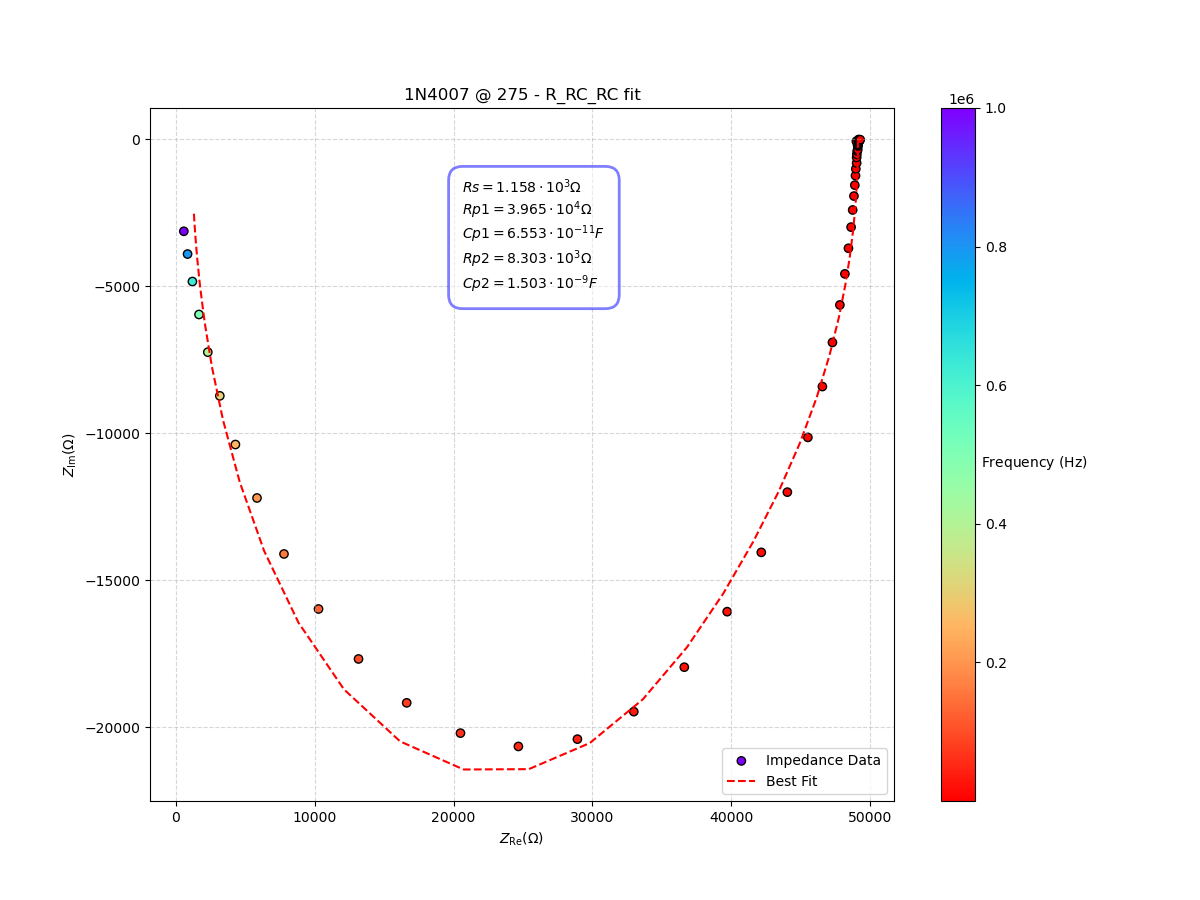 1N4007 @ 275 - R_RC_RC fit
1e6
1.0
0.8
0.6
0.4
0.2
Frequency (Hz)
0
−5000
−10000
−15000
−20000
Z_Im(Ω)
Rs = 1.158 · 10³Ω
Rp1 = 3.965 · 10⁴Ω
Cp1 = 6.553 · 10⁻¹¹F
Rp2 = 8.303 · 10³Ω
Cp2 = 1.503 · 10⁻⁹F
Impedance Data
Best Fit
0 10000 20000 30000 40000 50000
Z_Re(Ω)